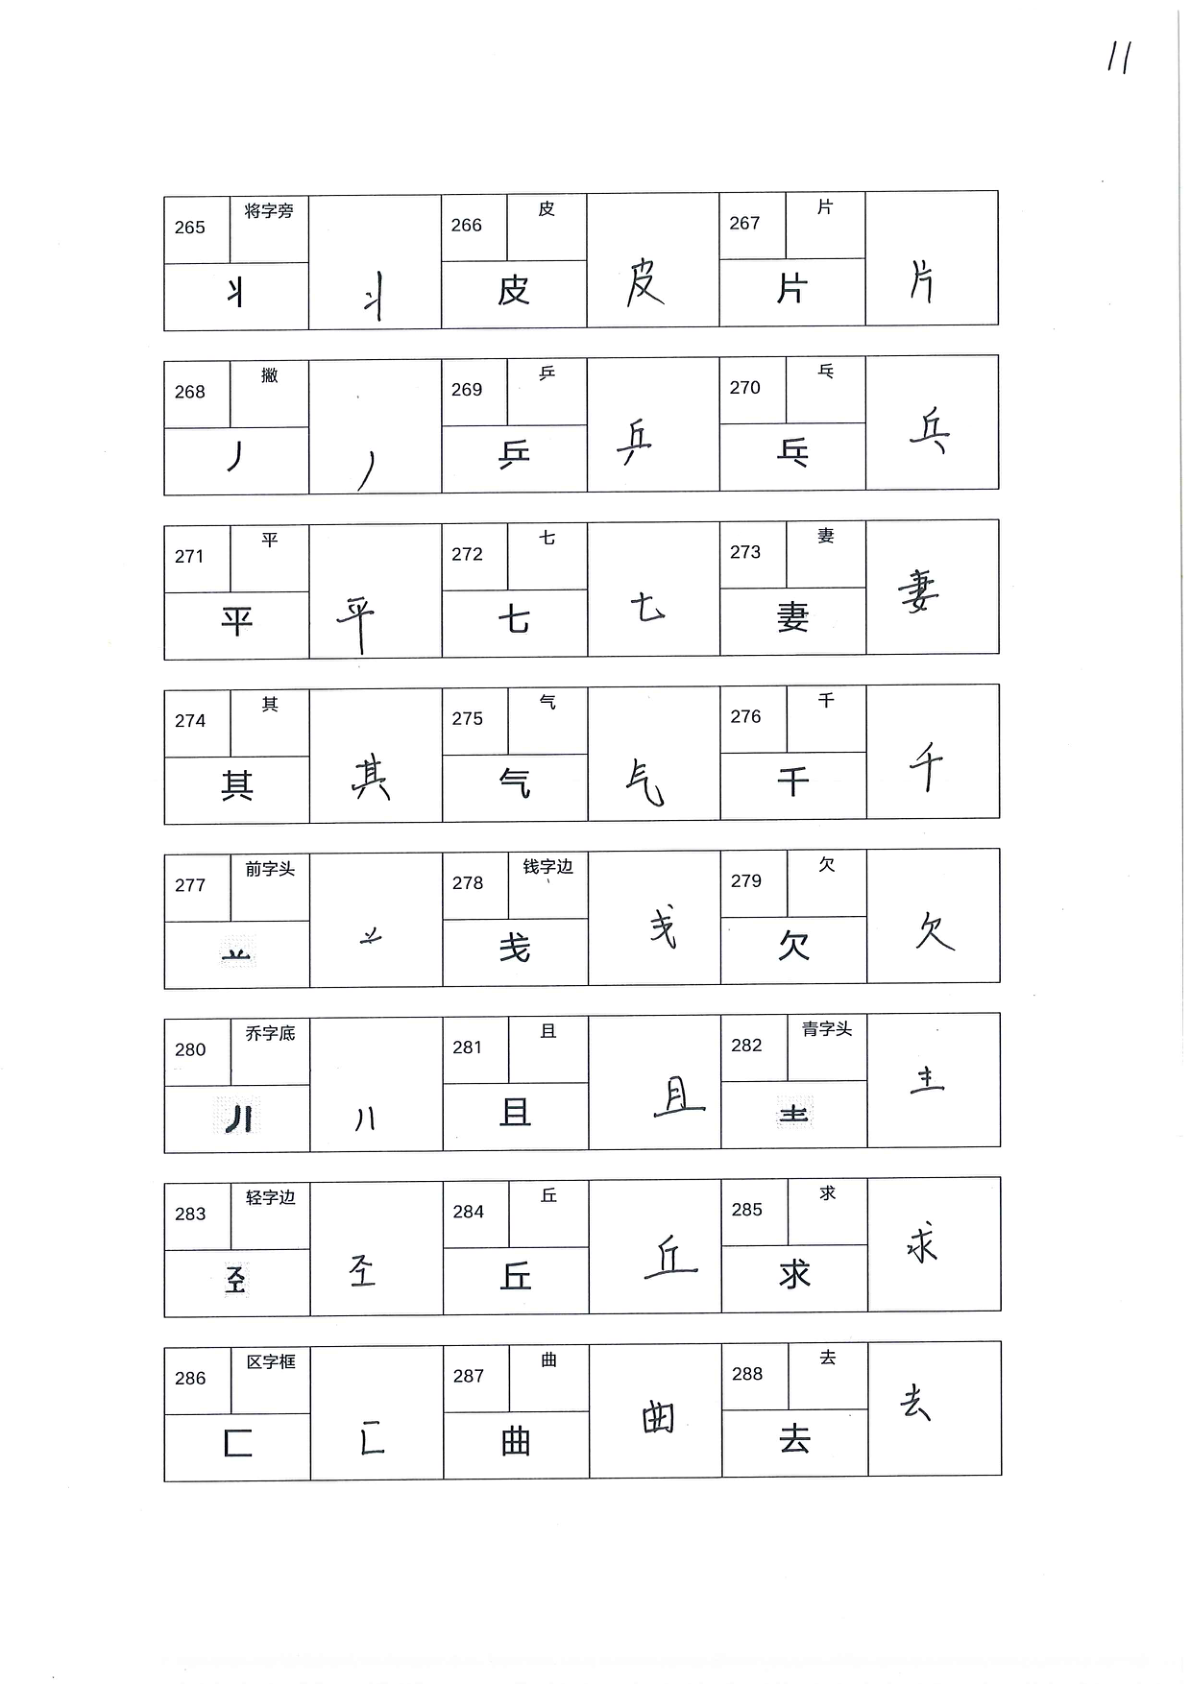 11
265 将字旁 丬 丬 266 皮 皮 皮 267 片 片 片
268 撇 丿 丿 269 乒 乒 乒 270 乓 乓 乓
271 平 平 平 272 七 七 七 273 妻 妻 妻
274 其 其 其 275 气 气 气 276 千 千 千
277 前字头 䒑 䒑 278 钱字边 戋 戋 279 欠 欠 欠
280 乔字底 〢 〢 281 且 且 且 282 青字头 龶 龶
283 轻字边 𢀖 𢀖 284 丘 丘 丘 285 求 求 求
286 区字框 匚 匚 287 曲 曲 曲 288 去 去 去